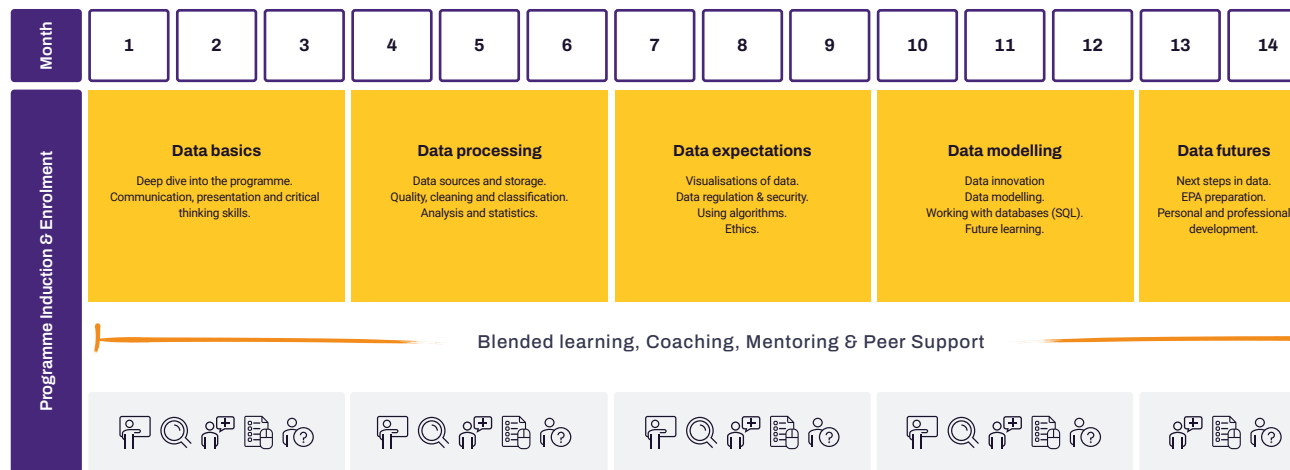 Month
1 2 3 4 5 6 7 8 9 10 11 12 13 14
Programme Induction & Enrolment
Data basics
Deep dive into the programme.
Communication, presentation and critical
thinking skills.
Data processing
Data sources and storage.
Quality, cleaning and classification.
Analysis and statistics.
Data expectations
Visualisations of data.
Data regulation & security.
Using algorithms.
Ethics.
Data modelling
Data innovation
Data modelling.
Working with databases (SQL).
Future learning.
Data futures
Next steps in data.
EPA preparation.
Personal and professional
development.
Blended learning, Coaching, Mentoring & Peer Support